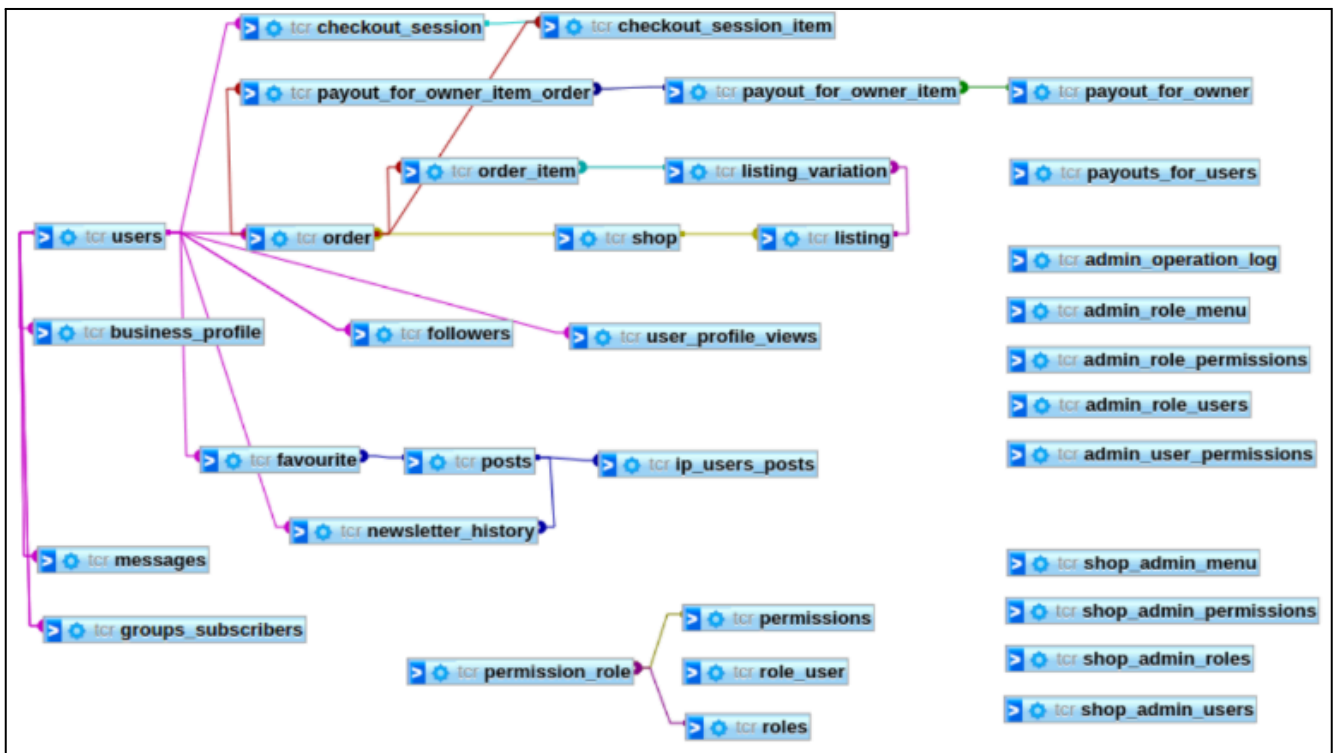 tcr checkout_session
tcr checkout_session_item
tcr payout_for_owner_item_order
tcr payout_for_owner_item
tcr payout_for_owner
tcr order_item
tcr listing_variation
tcr payouts_for_users
tcr users
tcr order
tcr shop
tcr listing
tcr admin_operation_log
tcr admin_role_menu
tcr business_profile
tcr followers
tcr user_profile_views
tcr admin_role_permissions
tcr admin_role_users
tcr admin_user_permissions
tcr favourite
tcr posts
tcr ip_users_posts
tcr newsletter_history
tcr messages
tcr shop_admin_menu
tcr shop_admin_permissions
tcr groups_subscribers
tcr permissions
tcr shop_admin_roles
tcr permission_role
tcr role_user
tcr shop_admin_users
tcr roles